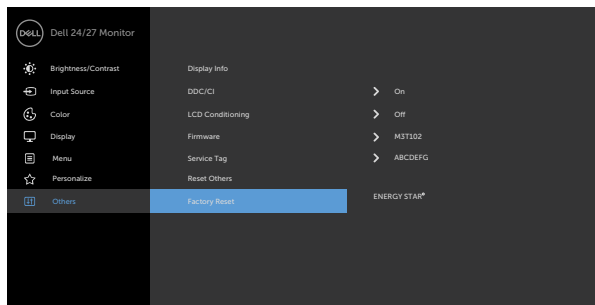 DELL Dell 24/27 Monitor
Brightness/Contrast Display Info
Input Source DDC/CI On
Color LCD Conditioning Off
Display Firmware M3T102
Menu Service Tag ABCDEFG
Personalize Reset Others
Others Factory Reset ENERGY STAR®